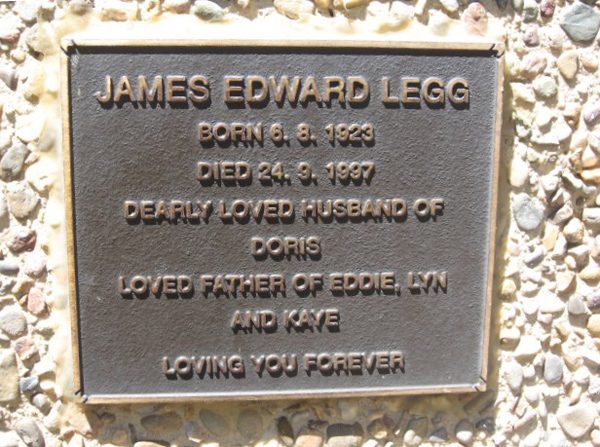 JAMES EDWARD LEGG
BORN 6. 8. 1923
DIED 24. 9. 1997
DEARLY LOVED HUSBAND OF
DORIS
LOVED FATHER OF EDDIE, LYN
AND KAYE
LOVING YOU FOREVER